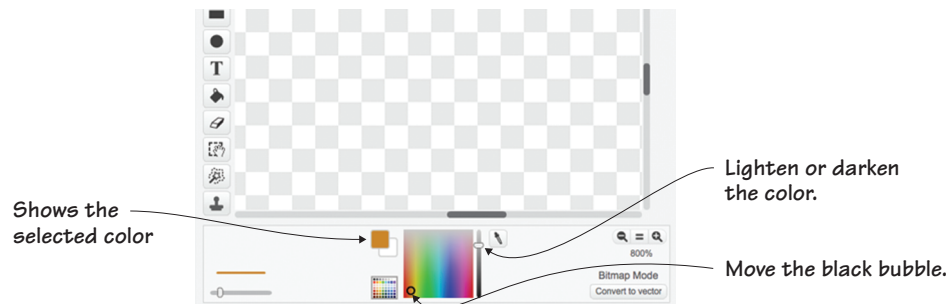 T
Lighten or darken
the color.
Shows the
selected color
800%
Bitmap Mode
Convert to vector
Move the black bubble.